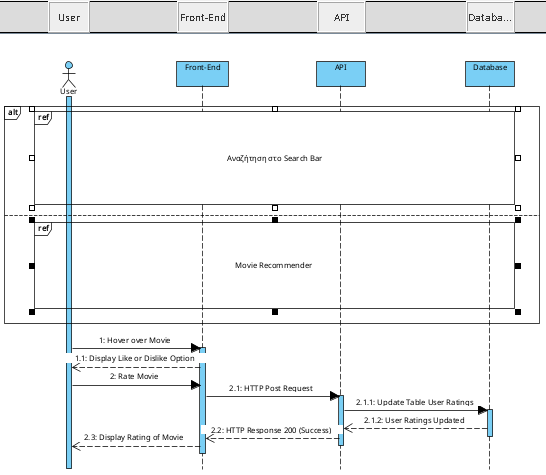 User
Front-End
API
Databa...
User
Front-End
API
Database
alt
ref
Αναζήτηση στο Search Bar
ref
Movie Recommender
1: Hover over Movie
1.1: Display Like or Dislike Option
2: Rate Movie
2.1: HTTP Post Request
2.1.1: Update Table User Ratings
2.1.2: User Ratings Updated
2.2: HTTP Response 200 (Success)
2.3: Display Rating of Movie